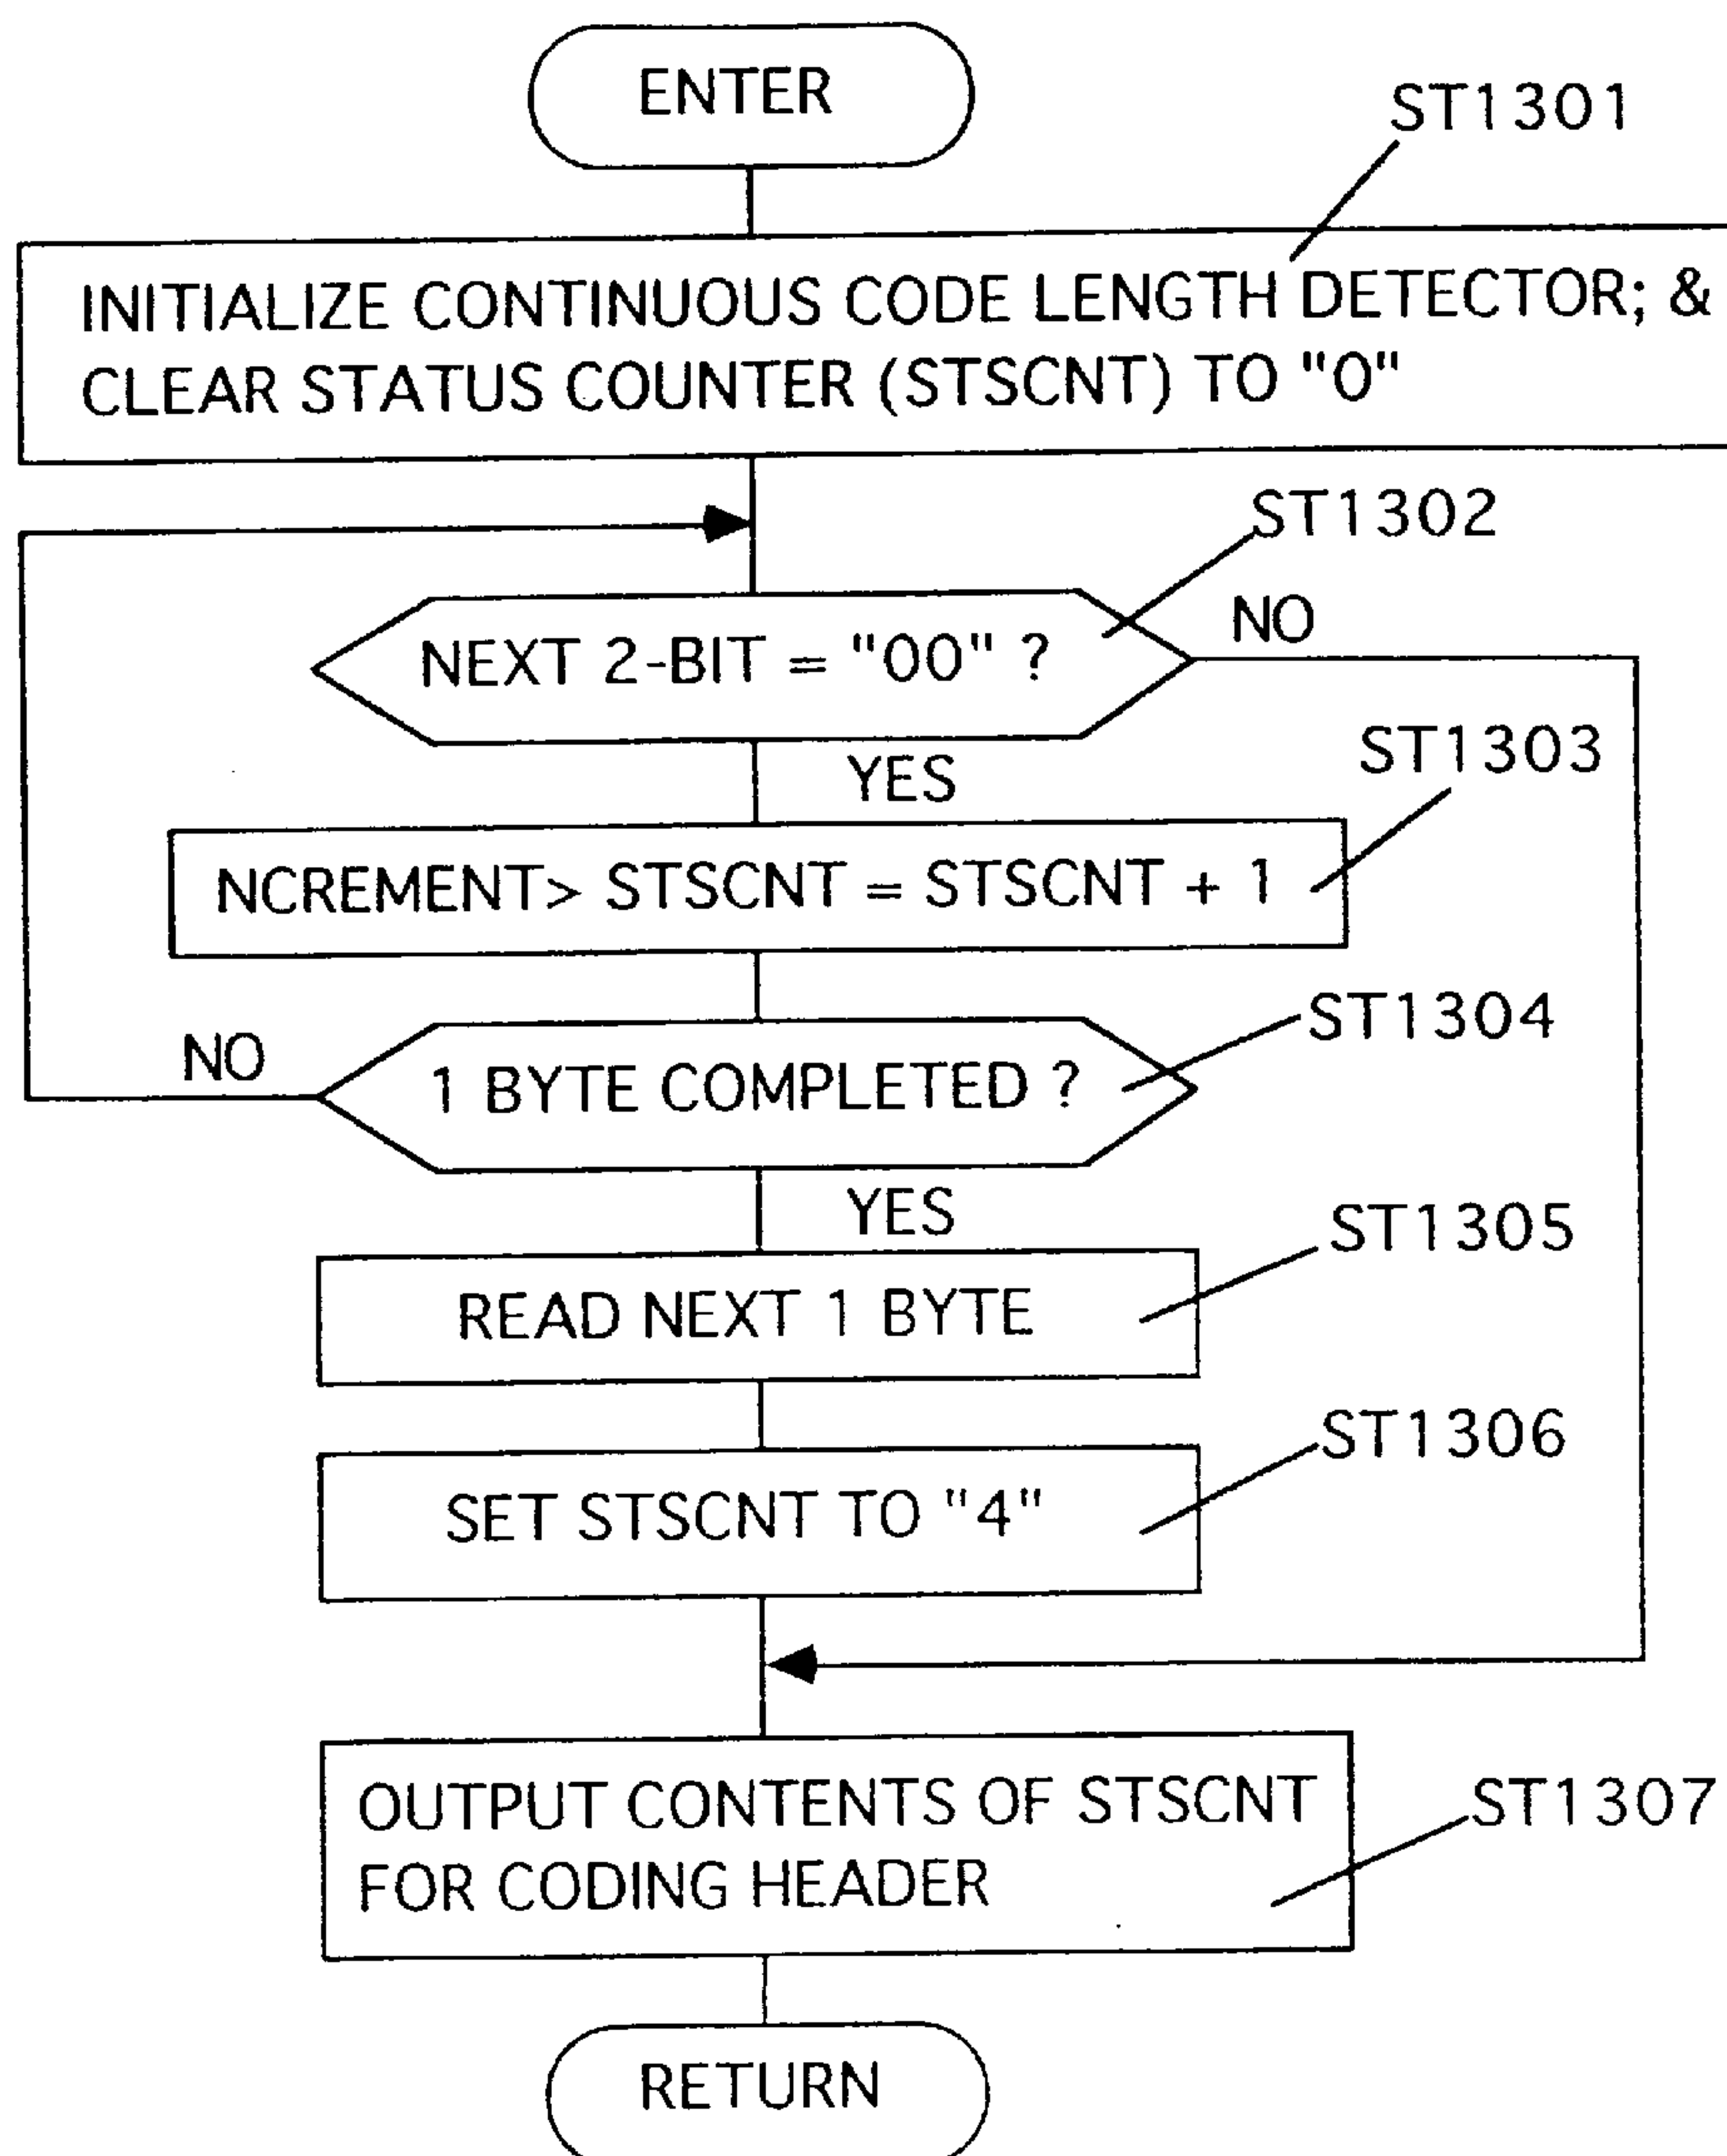 ENTER
ST1301
INITIALIZE CONTINUOUS CODE LENGTH DETECTOR; &
CLEAR STATUS COUNTER (STSCNT) TO "0"
ST1302
NEXT 2-BIT = "00" ?
NO
YES
ST1303
NCREMENT> STSCNT = STSCNT + 1
ST1304
NO
1 BYTE COMPLETED ?
YES
ST1305
READ NEXT 1 BYTE
ST1306
SET STSCNT TO "4"
OUTPUT CONTENTS OF STSCNT
FOR CODING HEADER
ST1307
RETURN